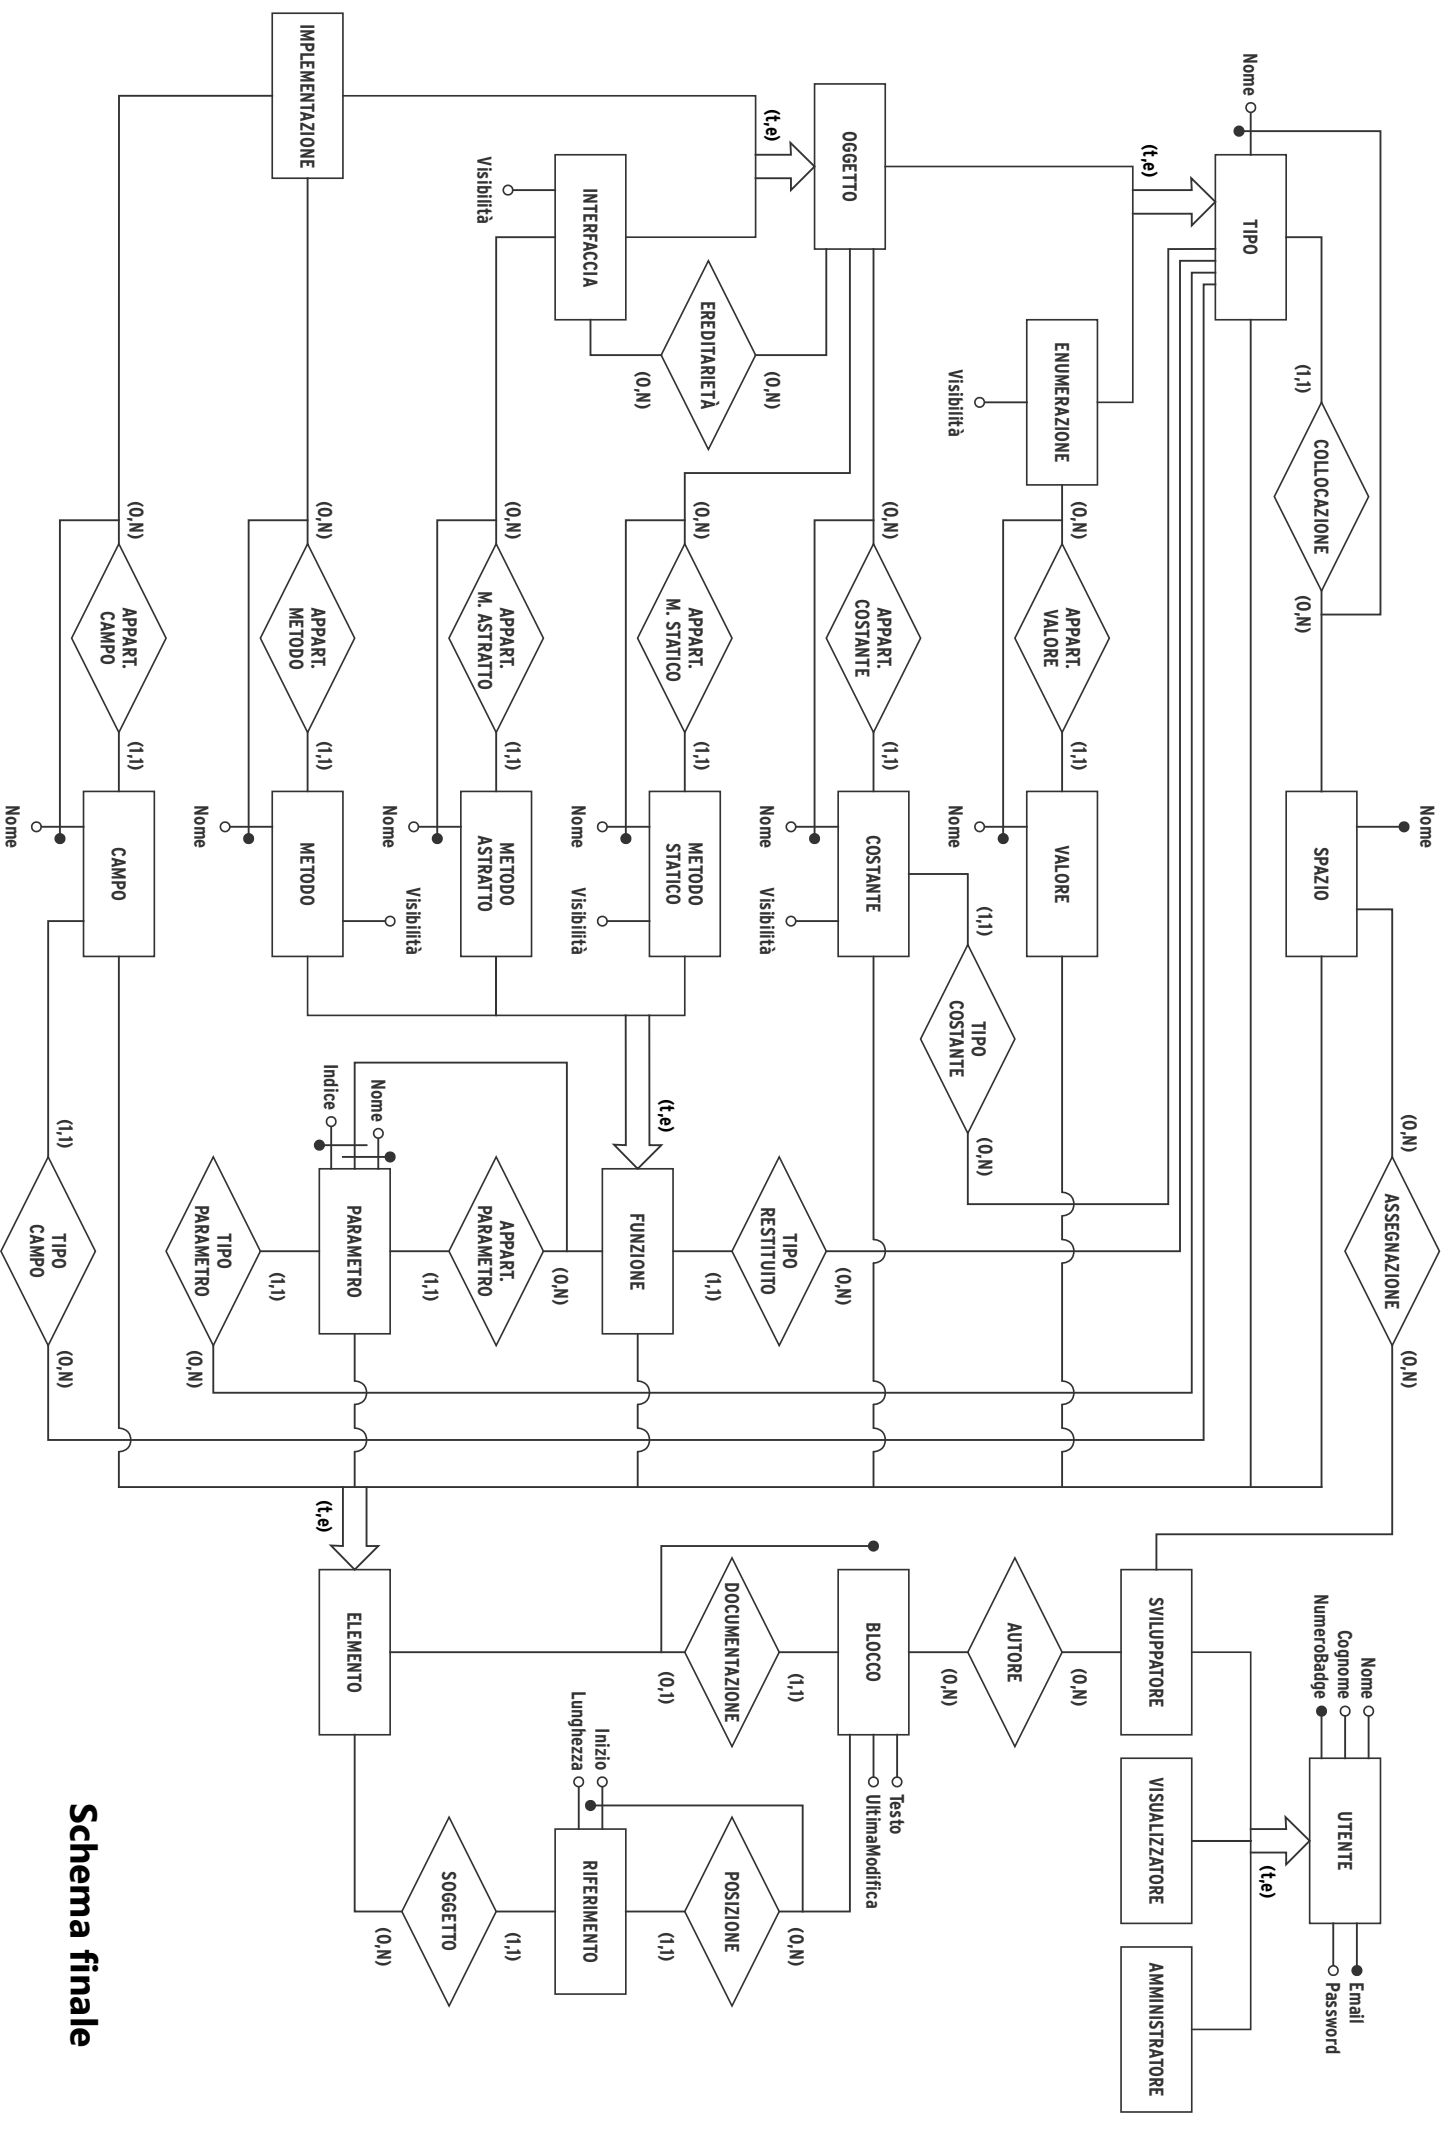 Nome
(0,N)
(0,N)
ASSEGNAZIONE
Nome
Email
Cognome
UTENTE
Password
COLLOCAZIONE
SPAZIO
NumeroBadge
(1,1)
(0,N)
(t,e)
Nome
TIPO
(t,e)
SVILUPPATORE
VISUALIZZATORE
AMMINISTRATORE
(0,N)
(1,1)
(0,N)
ENUMERAZIONE
APPART.
VALORE
VALORE
AUTORE
(1,1)
(0,N)
TIPO
COSTANTE
Visibilità
Nome
(0,N)
Testo
(0,N)
(1,1)
APPART.
COSTANTE
COSTANTE
BLOCCO
UltimaModifica
OGGETTO
(0,N)
(1,1)
(0,N)
TIPO
RESTITUITO
(t,e)
(0,N)
Nome
Visibilità
DOCUMENTAZIONE
POSIZIONE
(1,1)
EREDITARIETÀ
(0,N)
(1,1)
APPART.
M. STATICO
METODO
STATICO
(t,e)
(0,1)
(1,1)
(0,N)
FUNZIONE
Inizio
INTERFACCIA
RIFERIMENTO
Nome
Visibilità
Lunghezza
(0,N)
(0,N)
(1,1)
(1,1)
APPART.
M. ASTRATTO
METODO
ASTRATTO
APPART.
PARAMETRO
Visibilità
SOGGETTO
(1,1)
Visibilità
Nome
(0,N)
Nome
PARAMETRO
ELEMENTO
Indice
(0,N)
(1,1)
(t,e)
IMPLEMENTAZIONE
APPART.
METODO
METODO
(1,1)
TIPO
PARAMETRO
Nome
(0,N)
(0,N)
(1,1)
APPART.
CAMPO
CAMPO
Schema finale
(1,1)
(0,N)
TIPO
CAMPO
Nome